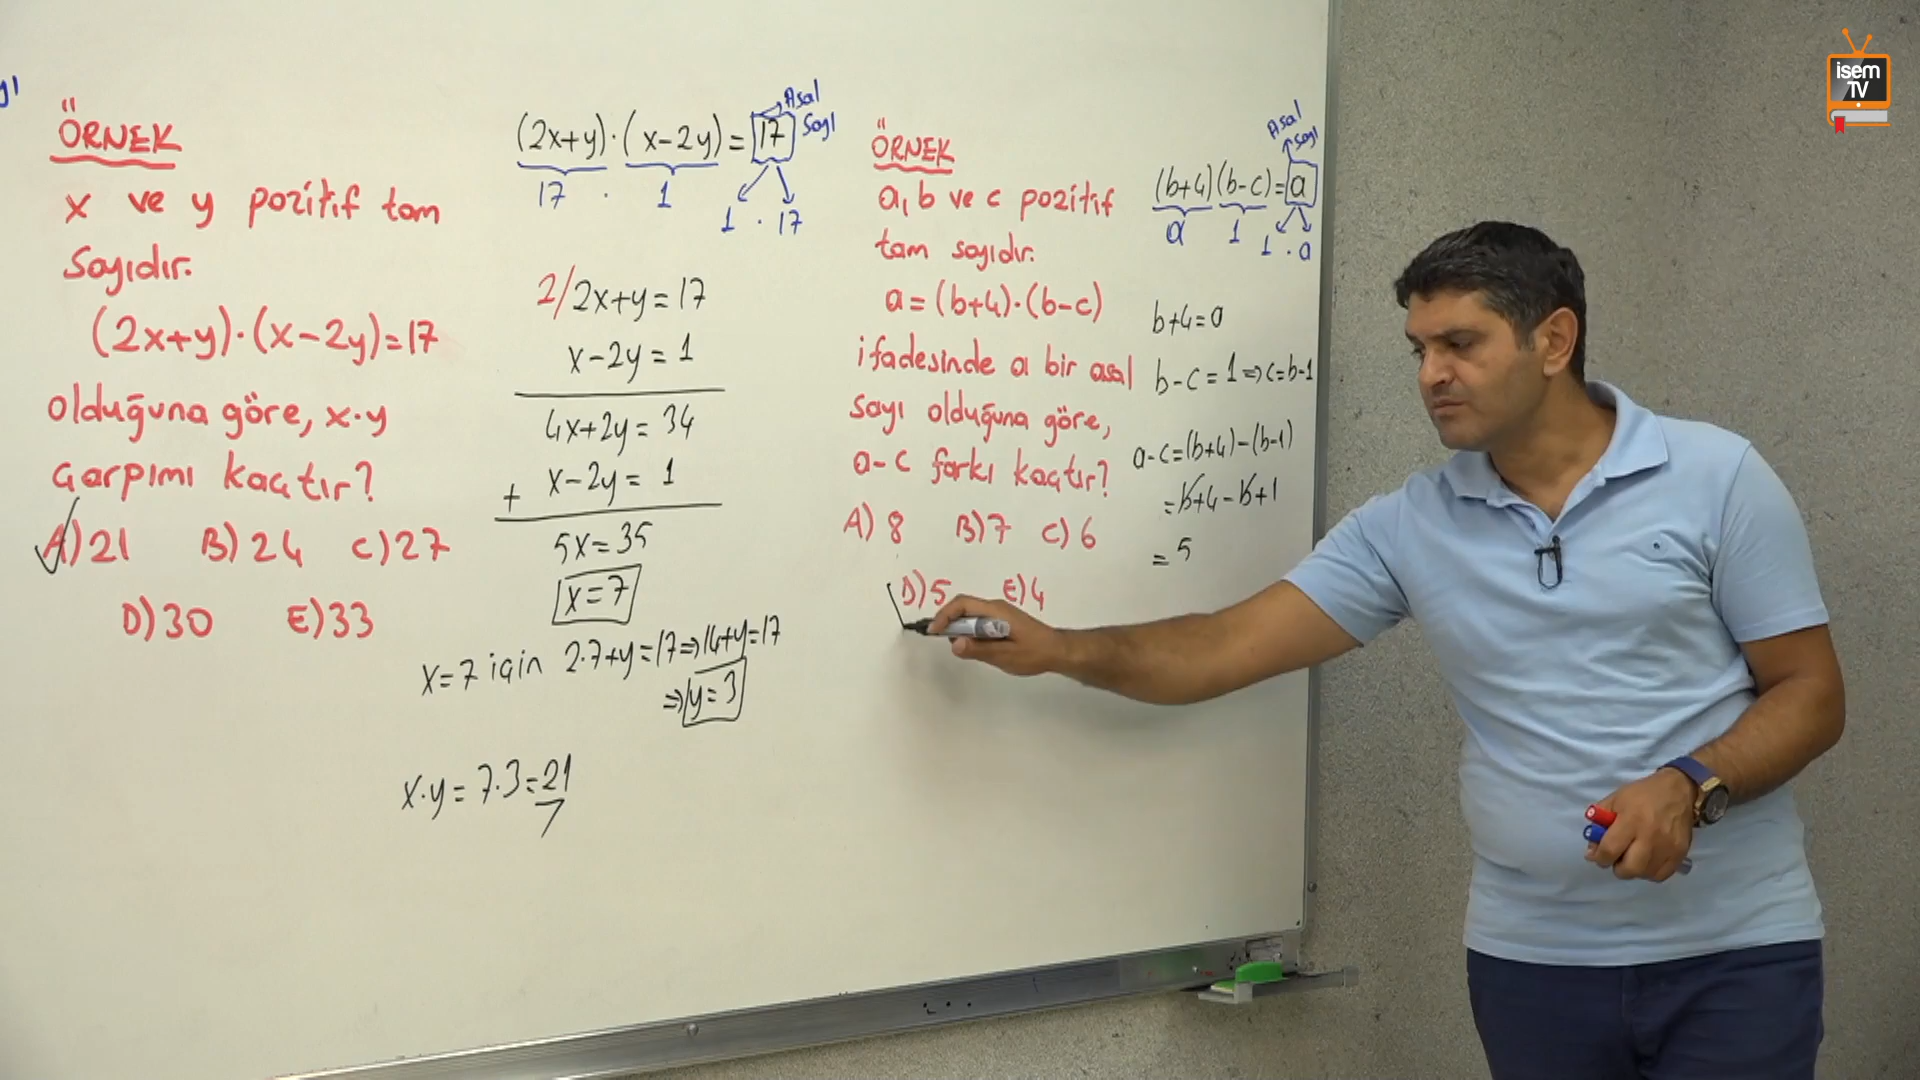 ÖRNEK
x ve y pozitif tam
sayıdır.
(2x+y)·(x-2y)=17
olduğuna göre, x·y
çarpımı kaçtır?
A)21 B)24 C)27
D)30 E)33
(2x+y)·(x-2y)=17
Asal
Sayı
17 · 1
1 · 17
2/2x+y=17
x-2y=1
4x+2y=34
+ x-2y=1
5x=35
x=7
x=7 için 2·7+y=17⇒14+y=17
⇒y=3
x·y=7·3=21
ÖRNEK
a,b ve c pozitif
tam sayıdır.
a=(b+4)·(b-c)
ifadesinde a bir asal
sayı olduğuna göre,
a-c farkı kaçtır?
A)8 B)7 C)6
D)5 E)4
Asal
Sayı
(b+4)(b-c)=a
a 1
1 · a
b+4=a
b-c=1⇒c=b-1
a-c=(b+4)-(b-1)
=b+4-b+1
=5
isem
TV